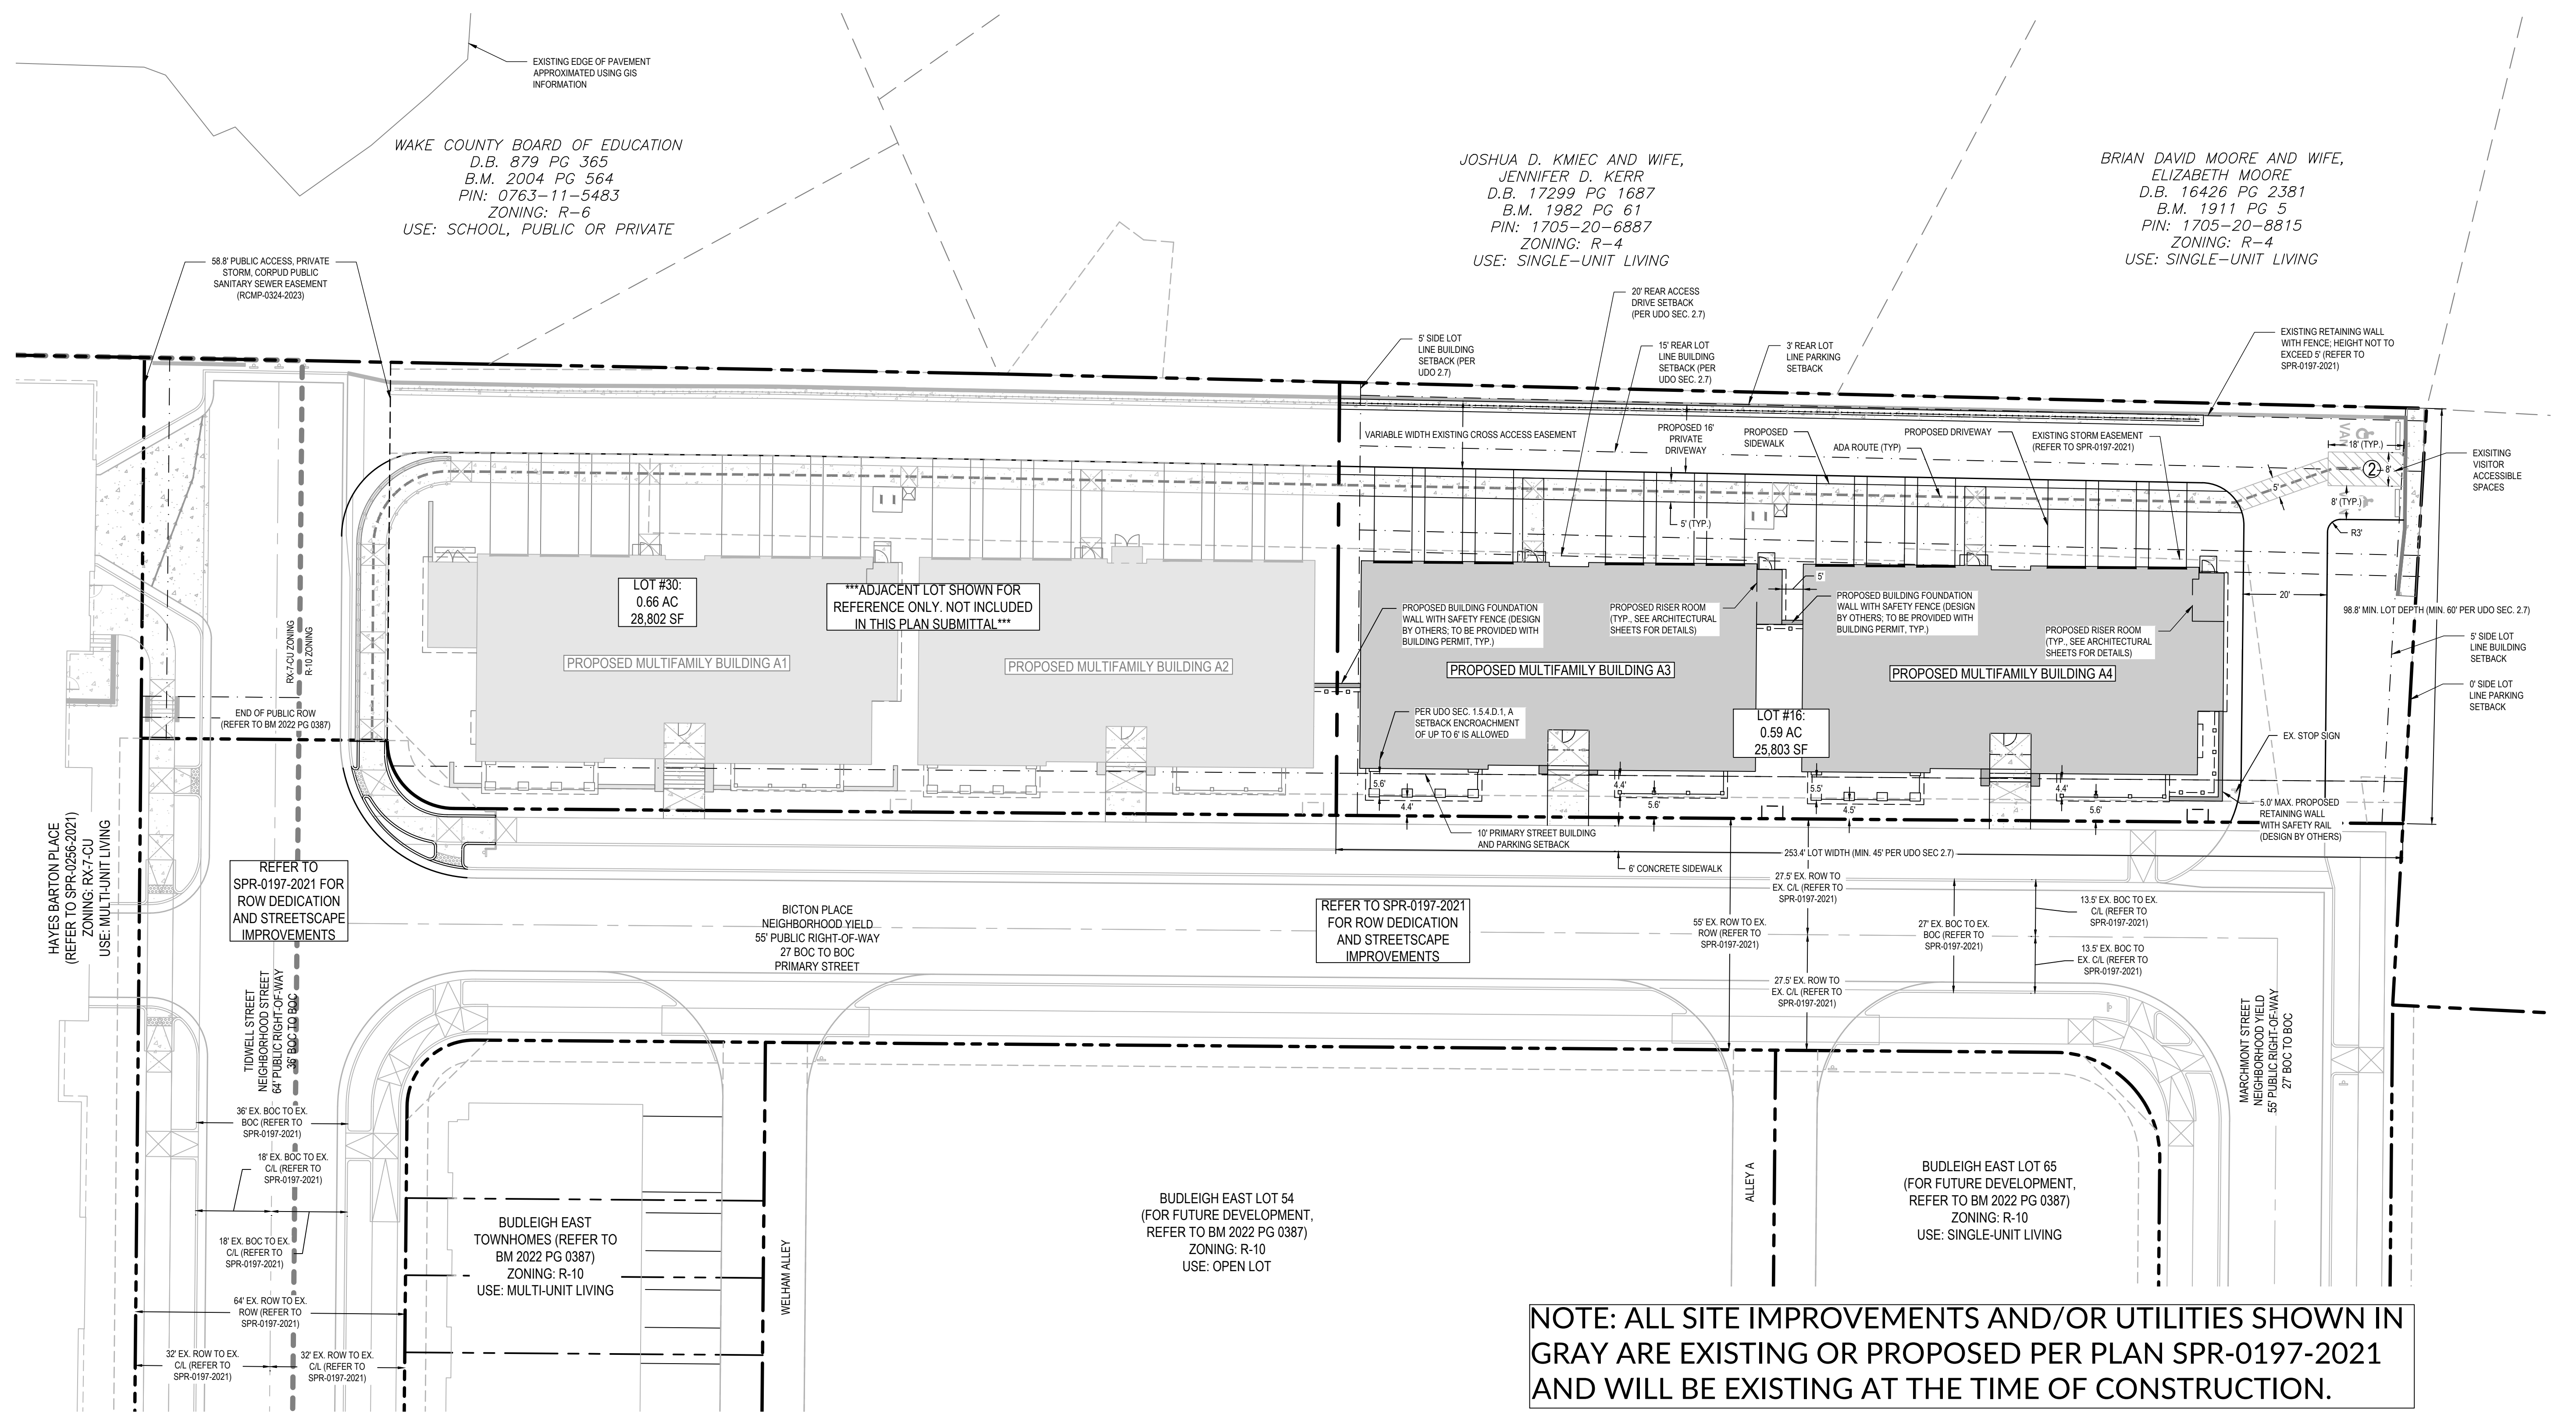 EXISTING EDGE OF PAVEMENT
APPROXIMATED USING GIS
INFORMATION
WAKE COUNTY BOARD OF EDUCATION
D.B. 879 PG 365
B.M. 2004 PG 564
PIN: 0763-11-5483
ZONING: R-6
USE: SCHOOL, PUBLIC OR PRIVATE
JOSHUA D. KMIEC AND WIFE,
JENNIFER D. KERR
D.B. 17299 PG 1687
B.M. 1982 PG 61
PIN: 1705-20-6887
ZONING: R-4
USE: SINGLE-UNIT LIVING
BRIAN DAVID MOORE AND WIFE,
ELIZABETH MOORE
D.B. 16426 PG 2381
B.M. 1911 PG 5
PIN: 1705-20-8815
ZONING: R-4
USE: SINGLE-UNIT LIVING
58.8' PUBLIC ACCESS, PRIVATE
STORM, CORPUD PUBLIC
SANITARY SEWER EASEMENT
(RCMP-0324-2023)
20' REAR ACCESS
DRIVE SETBACK
(PER UDO SEC. 2.7)
5' SIDE LOT
LINE BUILDING
SETBACK (PER
UDO 2.7)
15' REAR LOT
LINE BUILDING
SETBACK (PER
UDO SEC. 2.7)
3' REAR LOT
LINE PARKING
SETBACK
EXISTING RETAINING WALL
WITH FENCE; HEIGHT NOT TO
EXCEED 5' (REFER TO
SPR-0197-2021)
VARIABLE WIDTH EXISTING CROSS ACCESS EASEMENT
PROPOSED 16'
PRIVATE
DRIVEWAY
PROPOSED
SIDEWALK
ADA ROUTE (TYP)
PROPOSED DRIVEWAY
EXISTING STORM EASEMENT
(REFER TO SPR-0197-2021)
VAN
18' (TYP.)
2
8'
5'
8' (TYP.)
R3'
EXISITING
VISITOR
ACCESSIBLE
SPACES
5' (TYP.)
LOT #30:
0.66 AC
28,802 SF
***ADJACENT LOT SHOWN FOR
REFERENCE ONLY. NOT INCLUDED
IN THIS PLAN SUBMITTAL***
PROPOSED BUILDING FOUNDATION
WALL WITH SAFETY FENCE (DESIGN
BY OTHERS; TO BE PROVIDED WITH
BUILDING PERMIT, TYP.)
PROPOSED RISER ROOM
(TYP., SEE ARCHITECTURAL
SHEETS FOR DETAILS)
5'
PROPOSED BUILDING FOUNDATION
WALL WITH SAFETY FENCE (DESIGN
BY OTHERS; TO BE PROVIDED WITH
BUILDING PERMIT, TYP.)
PROPOSED RISER ROOM
(TYP., SEE ARCHITECTURAL
SHEETS FOR DETAILS)
20'
98.8' MIN. LOT DEPTH (MIN. 60' PER UDO SEC. 2.7)
5' SIDE LOT
LINE BUILDING
SETBACK
0' SIDE LOT
LINE PARKING
SETBACK
RX-7-CU ZONING
R-10 ZONING
PROPOSED MULTIFAMILY BUILDING A1
PROPOSED MULTIFAMILY BUILDING A2
PROPOSED MULTIFAMILY BUILDING A3
PROPOSED MULTIFAMILY BUILDING A4
END OF PUBLIC ROW
(REFER TO BM 2022 PG 0387)
PER UDO SEC. 1.5.4.D.1, A
SETBACK ENCROACHMENT
OF UP TO 6' IS ALLOWED
LOT #16:
0.59 AC
25,803 SF
EX. STOP SIGN
5.6'
4.4'
4.4'
5.6'
5.5'
4.5'
4.4'
5.6'
5.0' MAX. PROPOSED
RETAINING WALL
WITH SAFETY RAIL
(DESIGN BY OTHERS)
10' PRIMARY STREET BUILDING
AND PARKING SETBACK
253.4' LOT WIDTH (MIN. 45' PER UDO SEC 2.7)
6' CONCRETE SIDEWALK
HAYES BARTON PLACE
(REFER TO SPR-0256-2021)
ZONING: RX-7-CU
USE: MULTI-UNIT LIVING
REFER TO
SPR-0197-2021 FOR
ROW DEDICATION
AND STREETSCAPE
IMPROVEMENTS
BICTON PLACE
NEIGHBORHOOD YIELD
55' PUBLIC RIGHT-OF-WAY
27 BOC TO BOC
PRIMARY STREET
REFER TO SPR-0197-2021
FOR ROW DEDICATION
AND STREETSCAPE
IMPROVEMENTS
27.5' EX. ROW TO
EX. C/L (REFER TO
SPR-0197-2021)
55' EX. ROW TO EX.
ROW (REFER TO
SPR-0197-2021)
27' EX. BOC TO EX.
BOC (REFER TO
SPR-0197-2021)
13.5' EX. BOC TO EX.
C/L (REFER TO
SPR-0197-2021)
13.5' EX. BOC TO
EX. C/L (REFER TO
SPR-0197-2021)
27.5' EX. ROW TO
EX. C/L (REFER TO
SPR-0197-2021)
TIDWELL STREET
NEIGHBORHOOD STREET
64' PUBLIC RIGHT-OF-WAY
36' BOC TO BOC
MARCHMONT STREET
NEIGHBORHOOD YIELD
55' PUBLIC RIGHT-OF-WAY
27' BOC TO BOC
36' EX. BOC TO EX.
BOC (REFER TO
SPR-0197-2021)
18' EX. BOC TO EX.
C/L (REFER TO
SPR-0197-2021)
18' EX. BOC TO EX.
C/L (REFER TO
SPR-0197-2021)
64' EX. ROW TO EX.
ROW (REFER TO
SPR-0197-2021)
32' EX. ROW TO EX.
C/L (REFER TO
SPR-0197-2021)
32' EX. ROW TO EX.
C/L (REFER TO
SPR-0197-2021)
BUDLEIGH EAST
TOWNHOMES (REFER TO
BM 2022 PG 0387)
ZONING: R-10
USE: MULTI-UNIT LIVING
WELHAM ALLEY
BUDLEIGH EAST LOT 54
(FOR FUTURE DEVELOPMENT,
REFER TO BM 2022 PG 0387)
ZONING: R-10
USE: OPEN LOT
ALLEY A
BUDLEIGH EAST LOT 65
(FOR FUTURE DEVELOPMENT,
REFER TO BM 2022 PG 0387)
ZONING: R-10
USE: SINGLE-UNIT LIVING
NOTE: ALL SITE IMPROVEMENTS AND/OR UTILITIES SHOWN IN
GRAY ARE EXISTING OR PROPOSED PER PLAN SPR-0197-2021
AND WILL BE EXISTING AT THE TIME OF CONSTRUCTION.